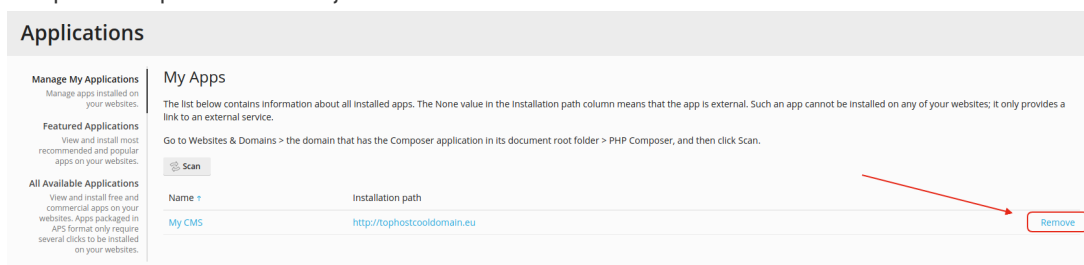 Applications
Manage My Applications
Manage apps installed on
your websites.
Featured Applications
View and install most
recommended and popular
apps on your websites.
All Available Applications
View and install free and
commercial apps on your
websites. Apps packaged in
APS format only require
several clicks to be installed
on your websites.
My Apps
The list below contains information about all installed apps. The None value in the Installation path column means that the app is external. Such an app cannot be installed on any of your websites; it only provides a
link to an external service.
Go to Websites & Domains > the domain that has the Composer application in its document root folder > PHP Composer, and then click Scan.
Scan
Name ↑ Installation path
My CMS http://tophostcooldomain.eu Remove